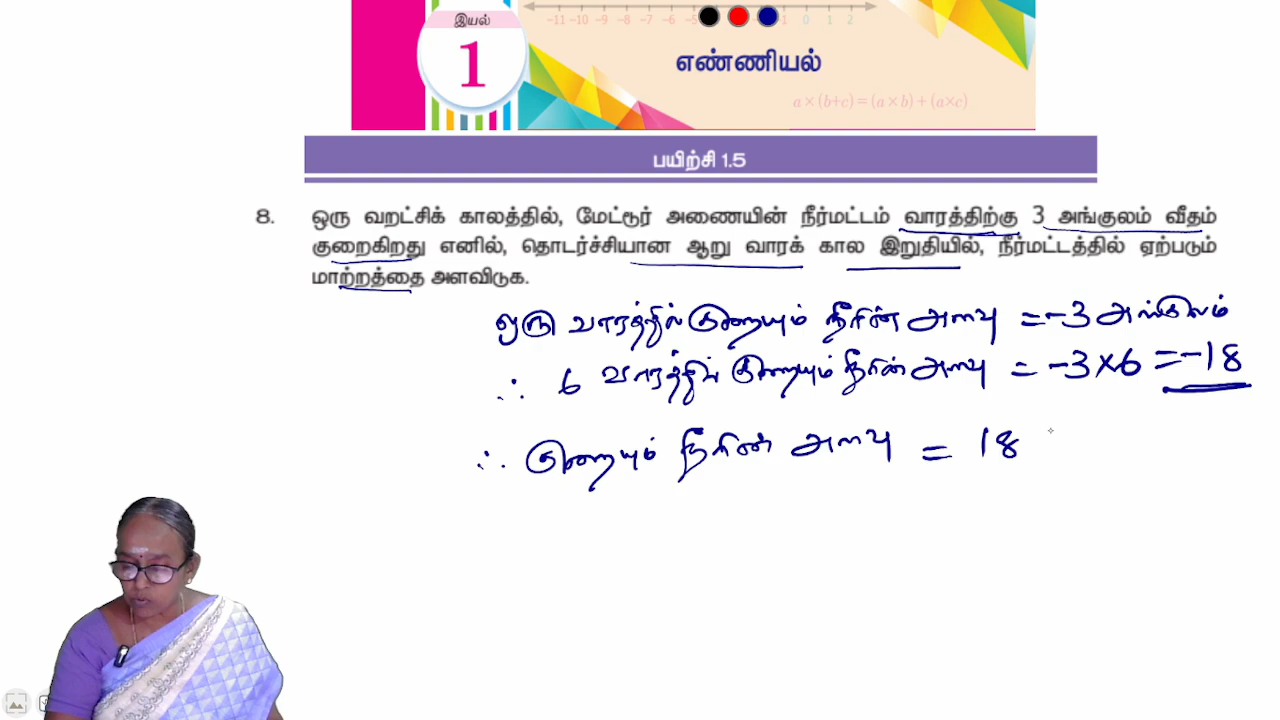 இயல்
1
−11 −10 −9 −8 −7 −6 −5 1 0 1 2
எண்ணியல்
a × (b+c) = (a × b) + (a×c)
பயிற்சி 1.5
8. ஒரு வறட்சிக் காலத்தில், மேட்டூர் அணையின் நீர்மட்டம் வாரத்திற்கு 3 அங்குலம் வீதம்
குறைகிறது எனில், தொடர்ச்சியான ஆறு வாரக் கால இறுதியில், நீர்மட்டத்தில் ஏற்படும்
மாற்றத்தை அளவிடுக.
ஒரு வாரத்தில் குறையும் நீரின் அளவு = −3 அங்குலம்
∴ 6 வாரத்தில் குறையும் நீரின் அளவு = −3×6 = −18
∴ குறையும் நீரின் அளவு = 18